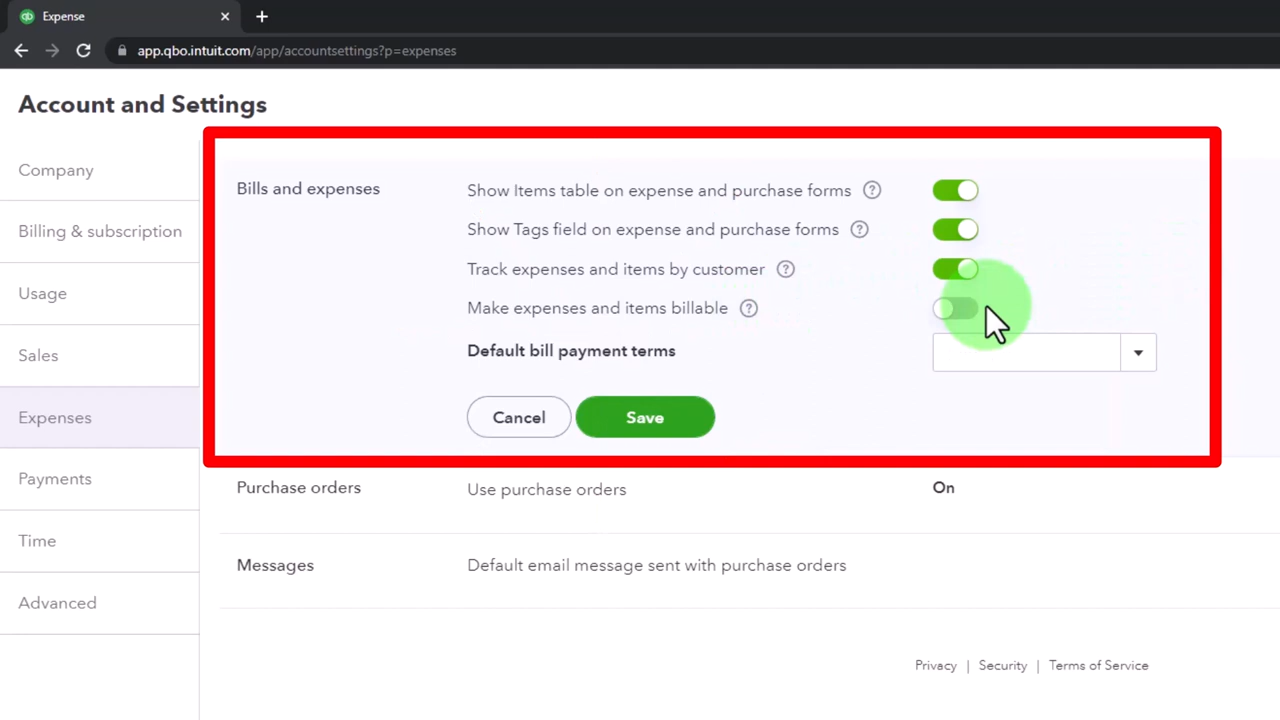 Expense
app.qbo.intuit.com/app/accountsettings?p=expenses
Account and Settings
Company
Billing & subscription
Usage
Sales
Expenses
Payments
Time
Advanced
Bills and expenses
Show Items table on expense and purchase forms ?
Show Tags field on expense and purchase forms ?
Track expenses and items by customer ?
Make expenses and items billable ?
Default bill payment terms
Cancel Save
Purchase orders Use purchase orders On
Messages Default email message sent with purchase orders
Privacy | Security | Terms of Service